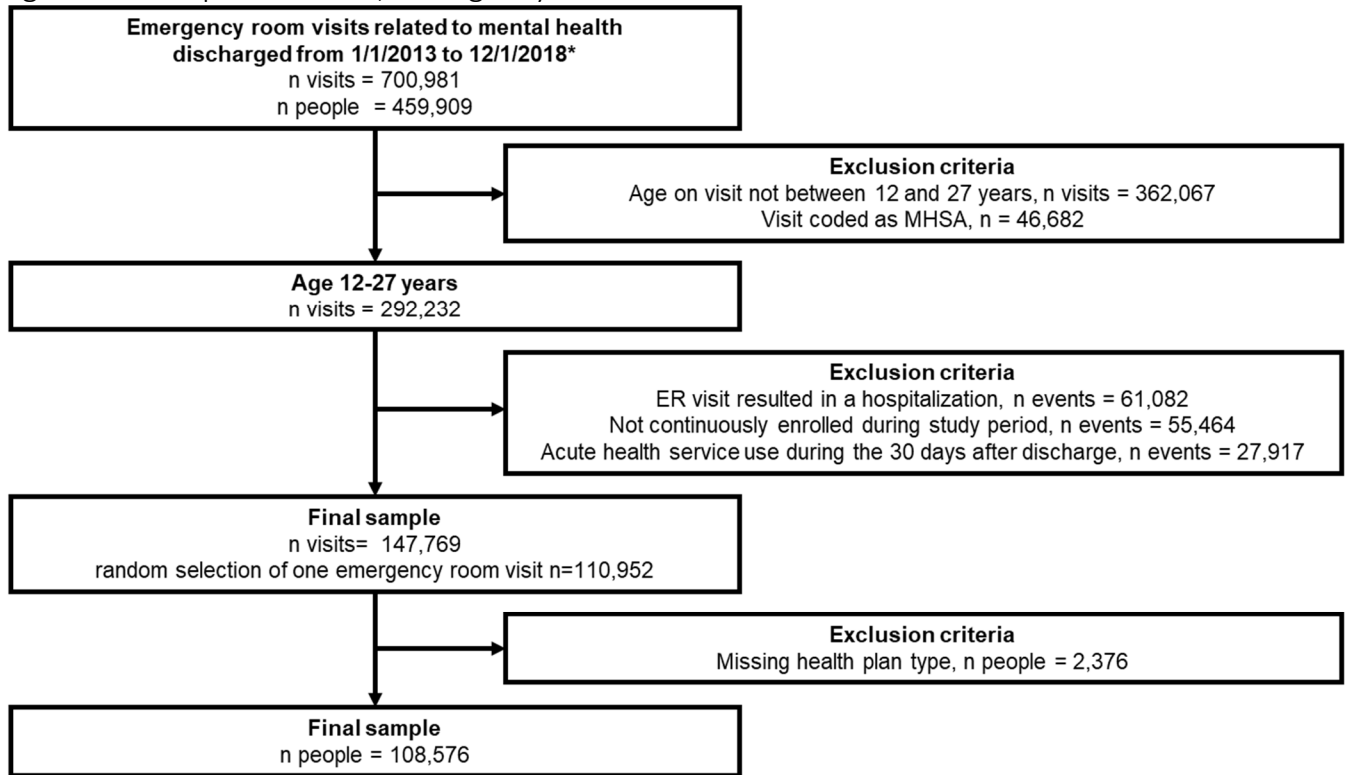 Emergency room visits related to mental health
discharged from 1/1/2013 to 12/1/2018*
n visits = 700,981
n people = 459,909
Exclusion criteria
Age on visit not between 12 and 27 years, n visits = 362,067
Visit coded as MHSA, n = 46,682
Age 12-27 years
n visits = 292,232
Exclusion criteria
ER visit resulted in a hospitalization, n events = 61,082
Not continuously enrolled during study period, n events = 55,464
Acute health service use during the 30 days after discharge, n events = 27,917
Final sample
n visits= 147,769
random selection of one emergency room visit n=110,952
Exclusion criteria
Missing health plan type, n people = 2,376
Final sample
n people = 108,576